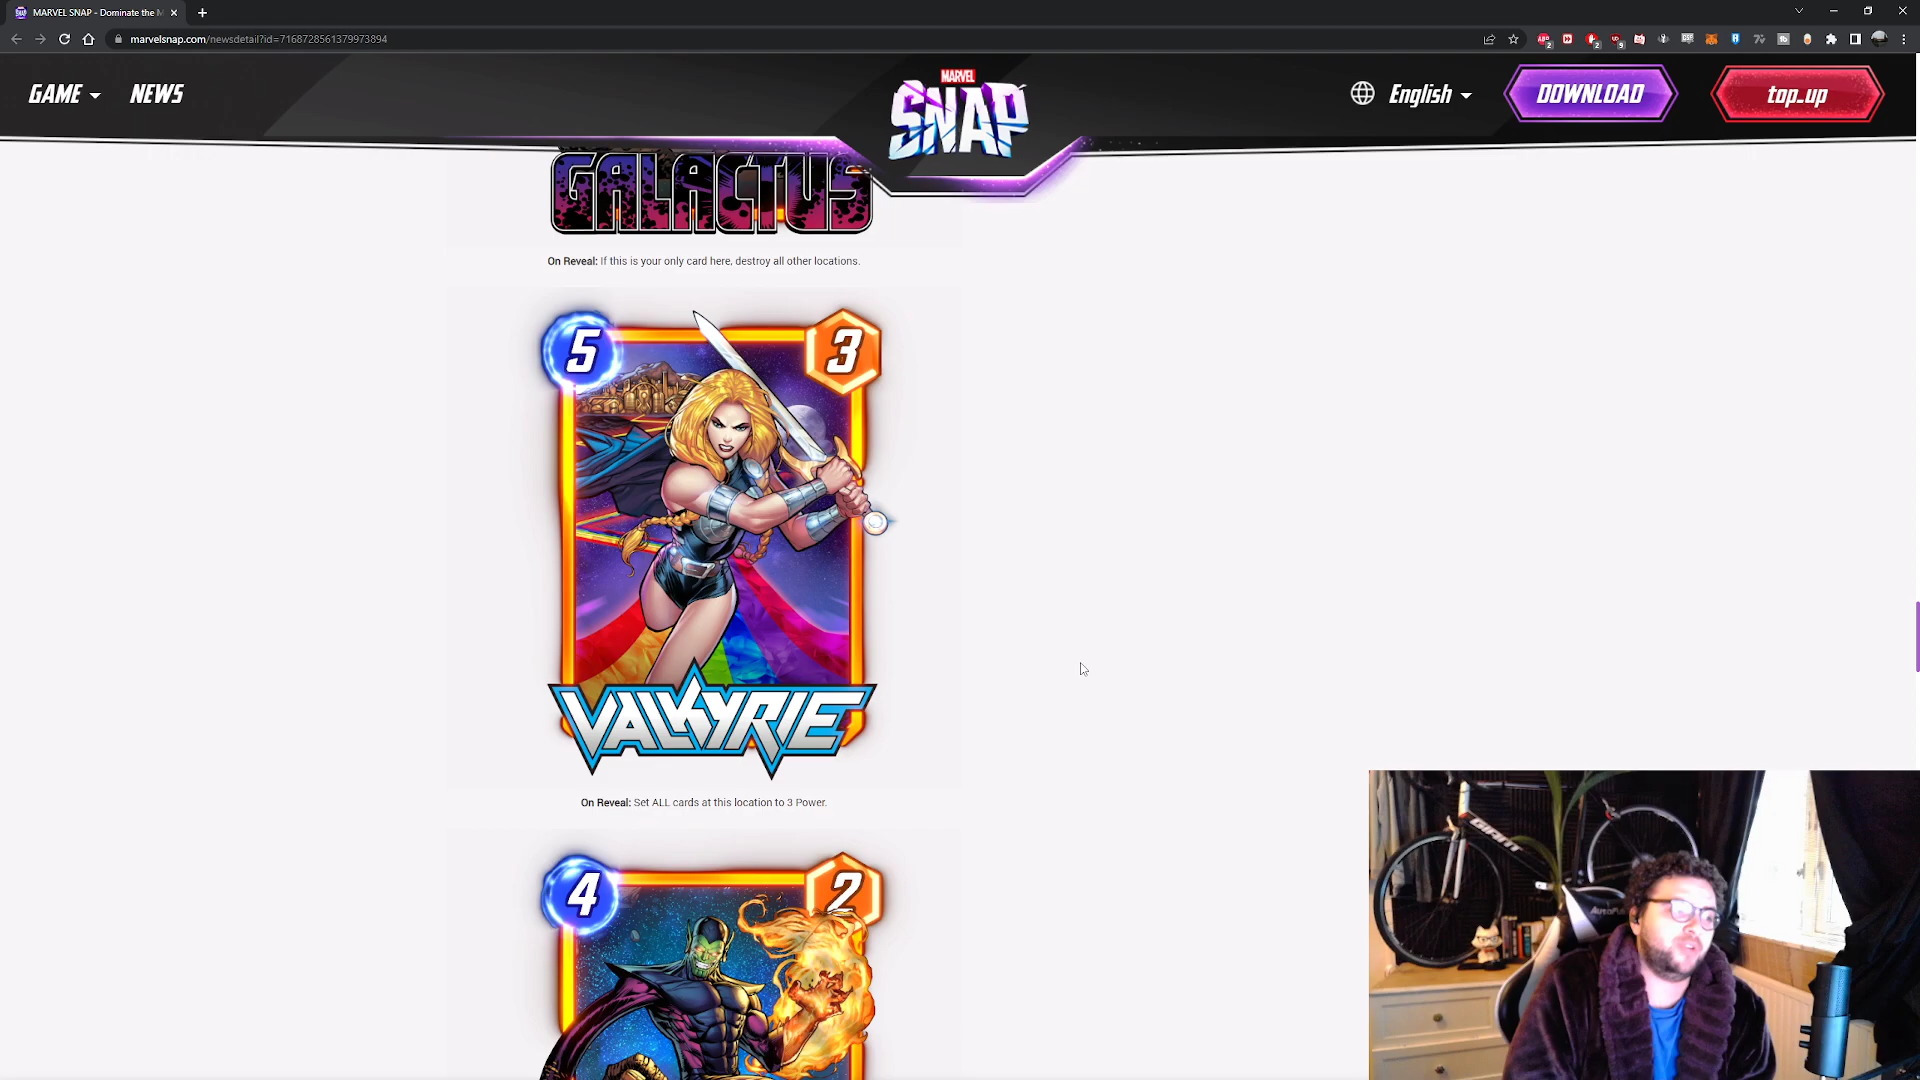 MARVEL SNAP - Dominate the M
marvelsnap.com/newsdetail?id=7168728561379973894
GAME
NEWS
MARVEL
SNAP
English
DOWNLOAD
top_up
GALACTUS
On Reveal: If this is your only card here, destroy all other locations.
5
3
VALKYRIE
On Reveal: Set ALL cards at this location to 3 Power.
4
2
GIANT